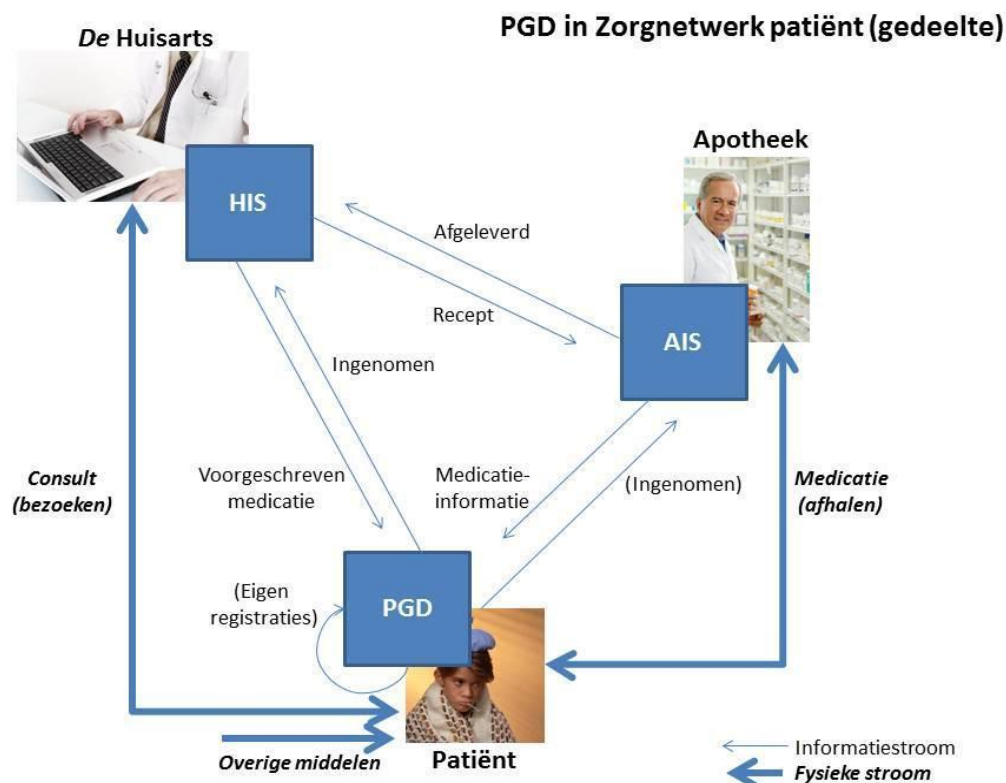 PGD in Zorgnetwerk patiënt (gedeelte)
De Huisarts
Apotheek
HIS
Afgeleverd
Recept
AIS
Ingenomen
Consult
(bezoeken)
Voorgeschreven
medicatie
Medicatie-
informatie
(Ingenomen)
Medicatie
(afhalen)
(Eigen
registraties)
PGD
Overige middelen
Patiënt
Informatiestroom
Fysieke stroom